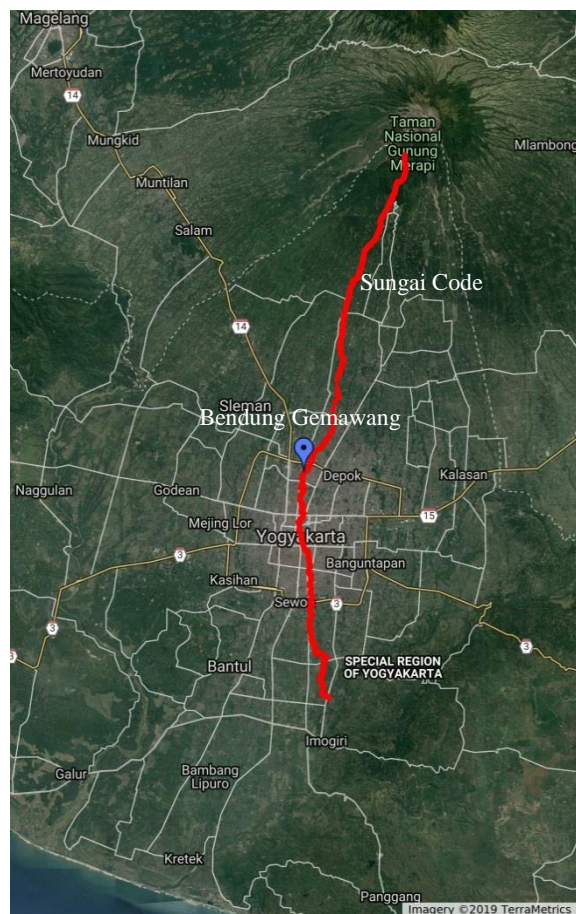 Magelang
Mertoyudan
14
Mungkid
Taman
Nasional
Gunung
Merapi
Mlambong
Muntilan
Salam
Sungai Code
14
Sleman
Bendung Gemawang
Depok
Kalasan
Naggulan
Godean
15
Mejing Lor
Yogyakarta
3
Banguntapan
Kasihan
Sewon
3
3
3
3
Bantul
SPECIAL REGION
OF YOGYAKARTA
Imogiri
Galur
Bambang
Lipuro
Kretek
Panggang
Imagery ©2019 TerraMetrics